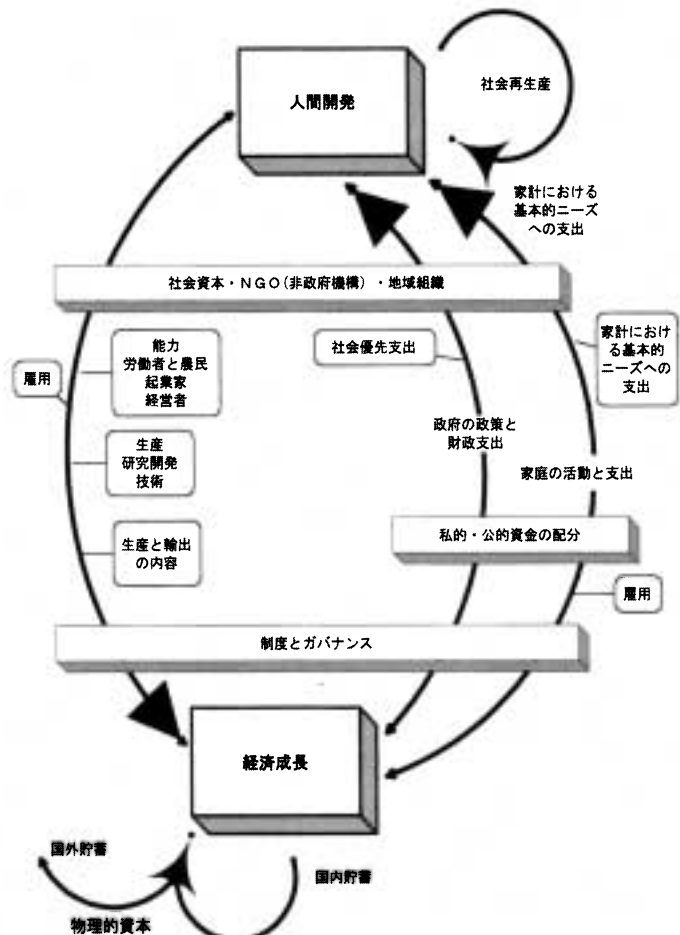 人間開発
社会再生産
家計における
基本的ニーズ
への支出
社会資本・NGO(非政府機構)・地域組織
雇用
能力
労働者と農民
起業家
経営者
社会優先支出
家計におけ
る基本的
ニーズへの
支出
生産
研究開発
技術
政府の政策と
財政支出
家庭の活動と支出
生産と輸出
の内容
私的・公的資金の配分
雇用
制度とガバナンス
経済成長
国外貯蓄
国内貯蓄
物理的資本